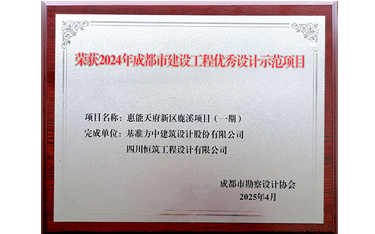 荣获2024年成都市建设工程优秀设计示范项目
项目名称：惠能天府新区鹿溪项目（一期）
完成单位：基准方中建筑设计股份有限公司
四川恒筑工程设计有限公司
成都市勘察设计协会
2025年4月